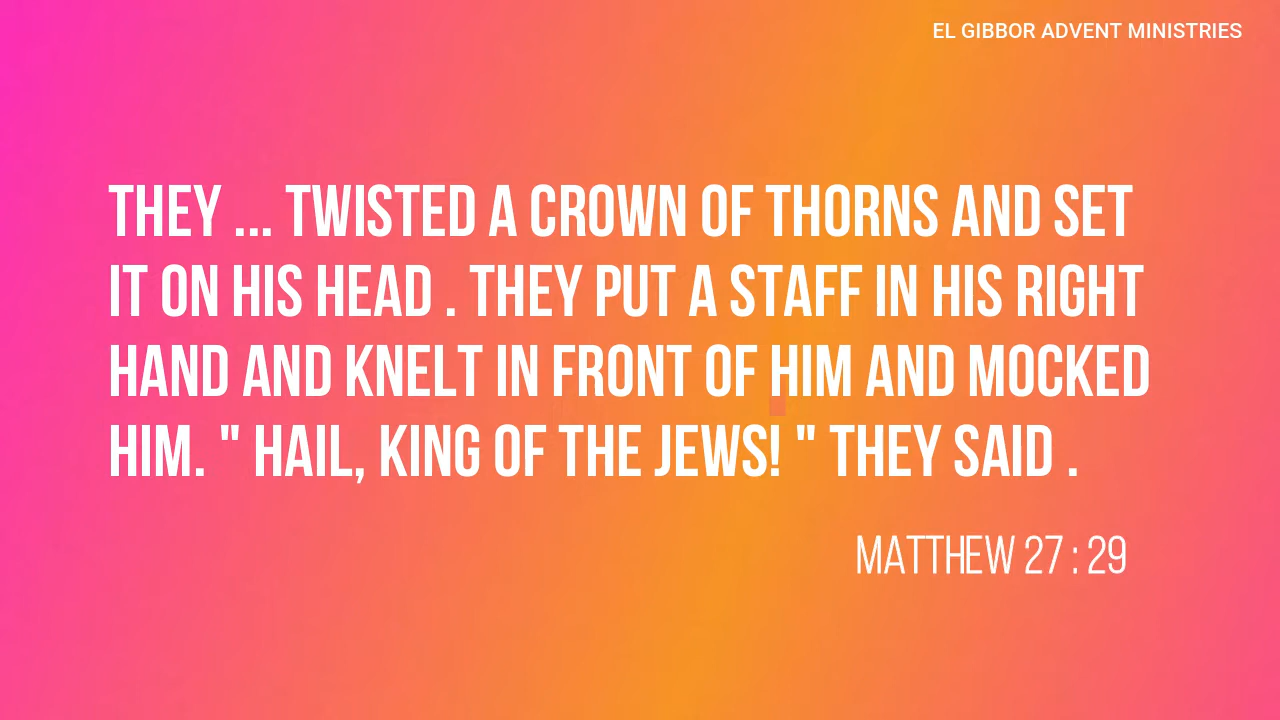 EL GIBBOR ADVENT MINISTRIES
THEY ... TWISTED A CROWN OF THORNS AND SET
IT ON HIS HEAD . THEY PUT A STAFF IN HIS RIGHT
HAND AND KNELT IN FRONT OF HIM AND MOCKED
HIM. " HAIL, KING OF THE JEWS! " THEY SAID .
MATTHEW 27 : 29